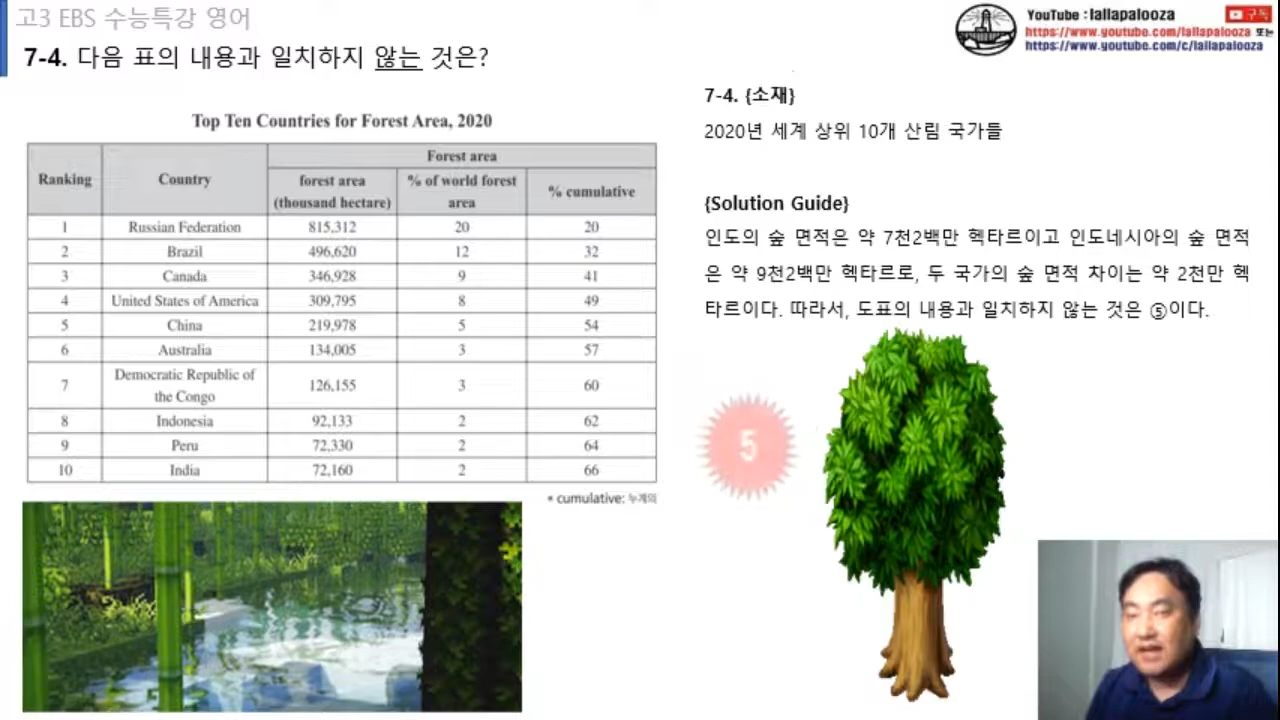 고3 EBS 수능특강 영어
7-4. 다음 표의 내용과 일치하지 않는 것은?
YouTube : lallapalooza 구독
https://www.youtube.com/lallapalooza 또는
https://www.youtube.com/c/lallapalooza
Top Ten Countries for Forest Area, 2020
Ranking Country Forest area
forest area (thousand hectare) % of world forest area % cumulative
1 Russian Federation 815,312 20 20
2 Brazil 496,620 12 32
3 Canada 346,928 9 41
4 United States of America 309,795 8 49
5 China 219,978 5 54
6 Australia 134,005 3 57
7 Democratic Republic of the Congo 126,155 3 60
8 Indonesia 92,133 2 62
9 Peru 72,330 2 64
10 India 72,160 2 66
* cumulative: 누계의
7-4. {소재}
2020년 세계 상위 10개 산림 국가들
{Solution Guide}
인도의 숲 면적은 약 7천2백만 헥타르이고 인도네시아의 숲 면적
은 약 9천2백만 헥타르로, 두 국가의 숲 면적 차이는 약 2천만 헥
타르이다. 따라서, 도표의 내용과 일치하지 않는 것은 ⑤이다.
5